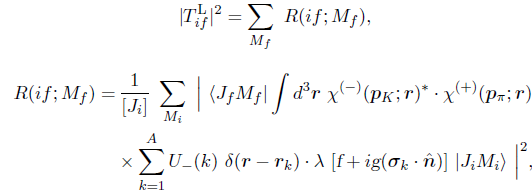 |T_{if}^{\rm L}|^2 = \sum_{M_f} R(if; M_f),
R(if; M_f) = \frac{1}{[J_i]} \sum_{M_i} \Big| \langle J_f M_f| \int d^3\boldsymbol{r} \, \chi^{(-)}(\boldsymbol{p}_K; \boldsymbol{r})^* \cdot \chi^{(+)}(\boldsymbol{p}_\pi; \boldsymbol{r})
\times \sum_{k=1}^{A} U_-(k) \, \delta(\boldsymbol{r} - \boldsymbol{r}_k) \cdot \lambda \, [f + ig(\boldsymbol{\sigma}_k \cdot \hat{\boldsymbol{n}})] \, |J_i M_i\rangle \Big|^2,